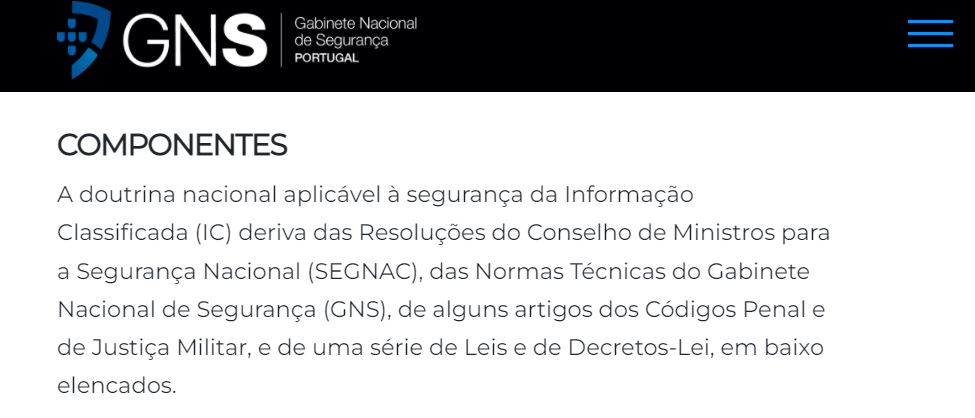 GNS
Gabinete Nacional
de Segurança
PORTUGAL
COMPONENTES
A doutrina nacional aplicável à segurança da Informação
Classificada (IC) deriva das Resoluções do Conselho de Ministros para
a Segurança Nacional (SEGNAC), das Normas Técnicas do Gabinete
Nacional de Segurança (GNS), de alguns artigos dos Códigos Penal e
de Justiça Militar, e de uma série de Leis e de Decretos-Lei, em baixo
elencados.